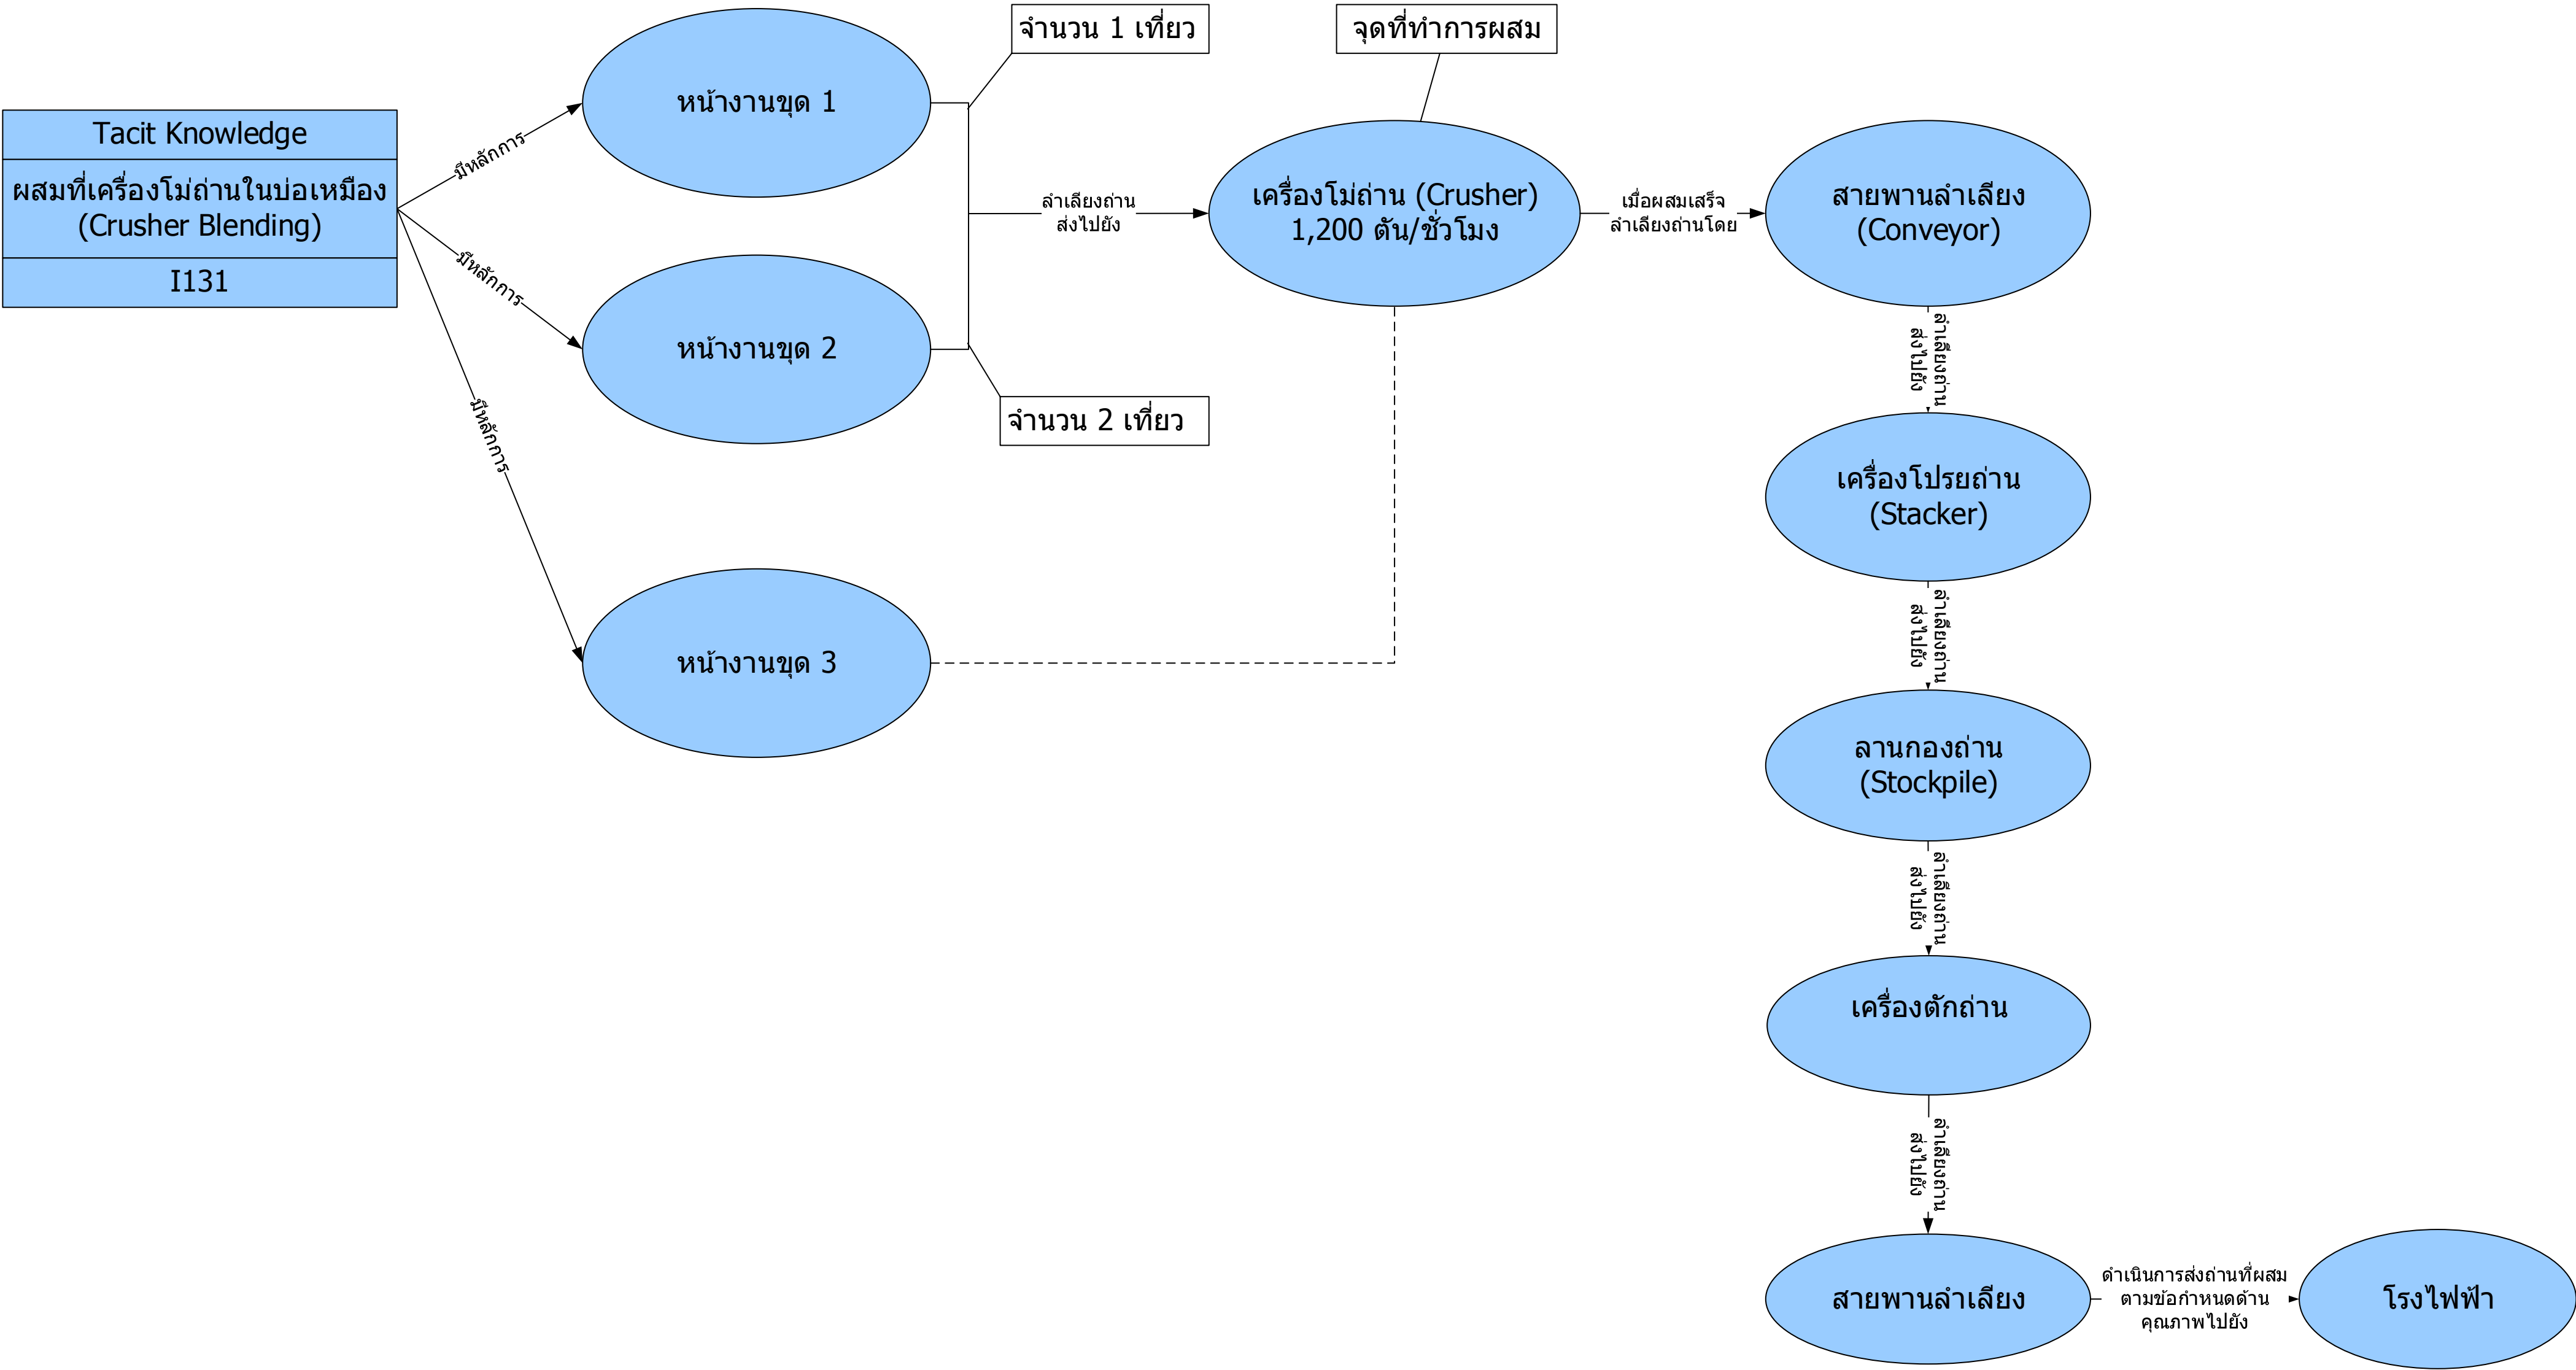 Tacit Knowledge
ผสมที่เครื่องโม่ถ่านในบ่อเหมือง
(Crusher Blending)
I131
มีหลักการ
มีหลักการ
มีหลักการ
หน้างานขุด 1
หน้างานขุด 2
หน้างานขุด 3
จำนวน 1 เที่ยว
จำนวน 2 เที่ยว
ลำเลียงถ่าน
ส่งไปยัง
จุดที่ทำการผสม
เครื่องโม่ถ่าน (Crusher)
1,200 ตัน/ชั่วโมง
เมื่อผสมเสร็จ
ลำเลียงถ่านโดย
สายพานลำเลียง
(Conveyor)
ลำเลียงถ่าน
ส่งไปยัง
เครื่องโปรยถ่าน
(Stacker)
ลำเลียงถ่าน
ส่งไปยัง
ลานกองถ่าน
(Stockpile)
ลำเลียงถ่าน
ส่งไปยัง
เครื่องตักถ่าน
ลำเลียงถ่าน
ส่งไปยัง
สายพานลำเลียง
ดำเนินการส่งถ่านที่ผสม
ตามข้อกำหนดด้าน
คุณภาพไปยัง
โรงไฟฟ้า